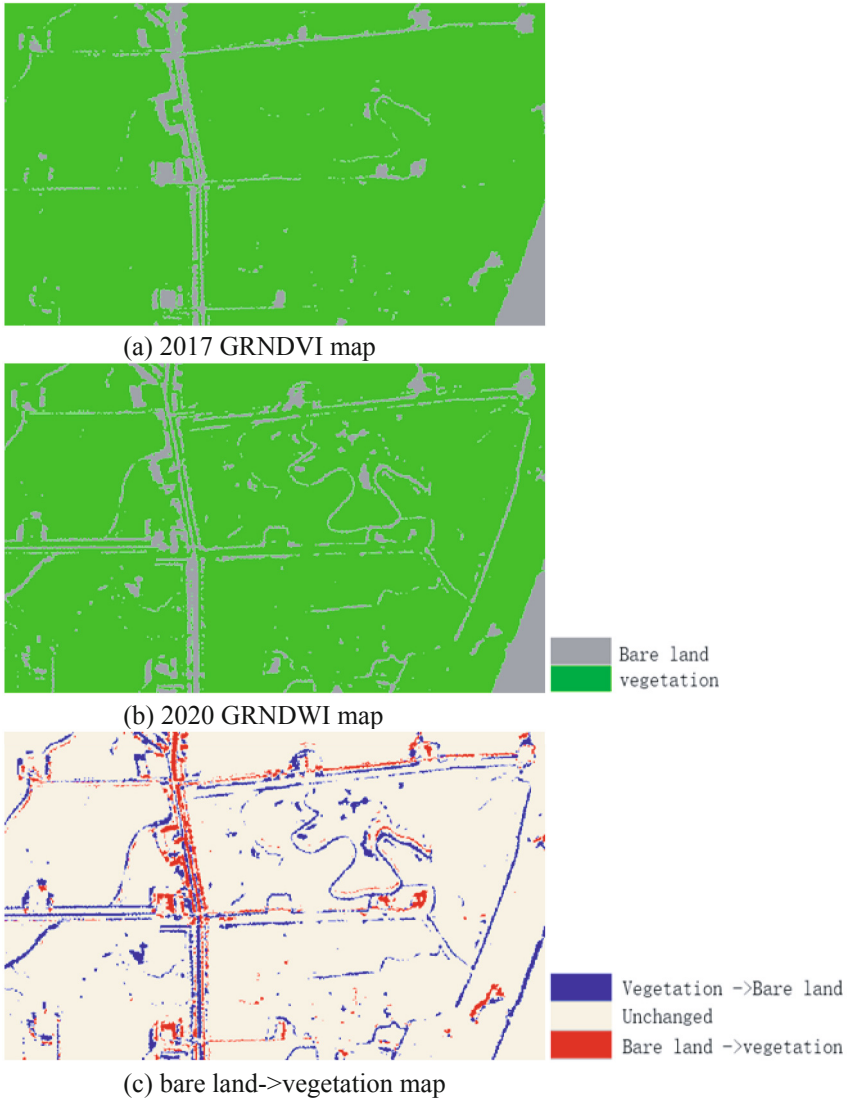 (a) 2017 GRNDVI map
Bare land
vegetation
(b) 2020 GRNDWI map
Vegetation ->Bare land
Unchanged
Bare land ->vegetation
(c) bare land->vegetation map